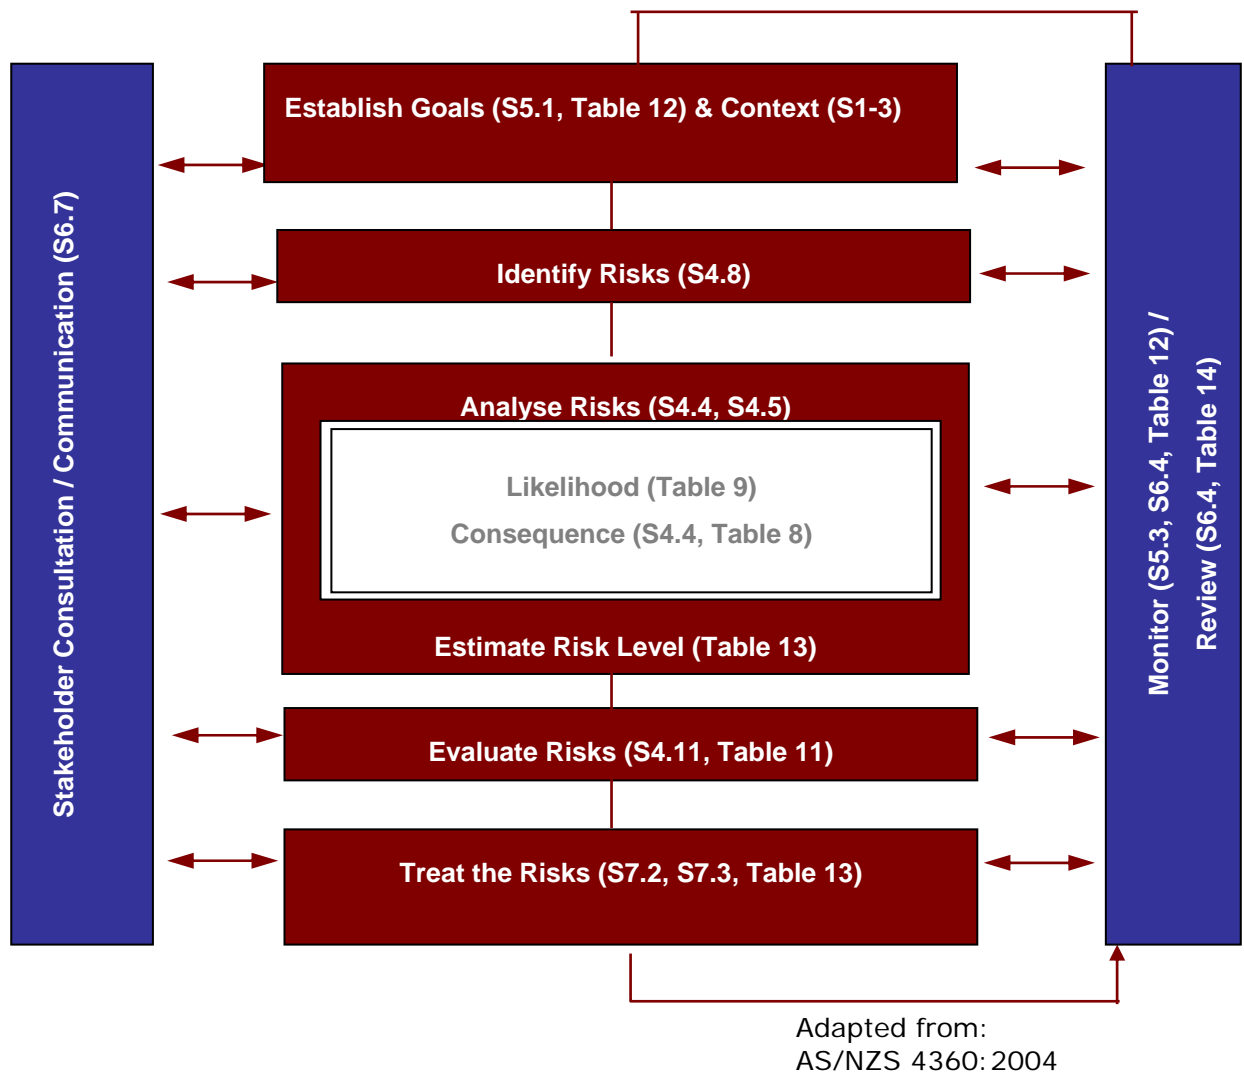 Establish Goals (S5.1, Table 12) & Context (S1-3)
Stakeholder Consultation / Communication (S6.7)
Identify Risks (S4.8)
Analyse Risks (S4.4, S4.5)
Likelihood (Table 9)
Consequence (S4.4, Table 8)
Estimate Risk Level (Table 13)
Evaluate Risks (S4.11, Table 11)
Treat the Risks (S7.2, S7.3, Table 13)
Monitor (S5.3, S6.4, Table 12) /
Review (S6.4, Table 14)
Adapted from:
AS/NZS 4360:2004